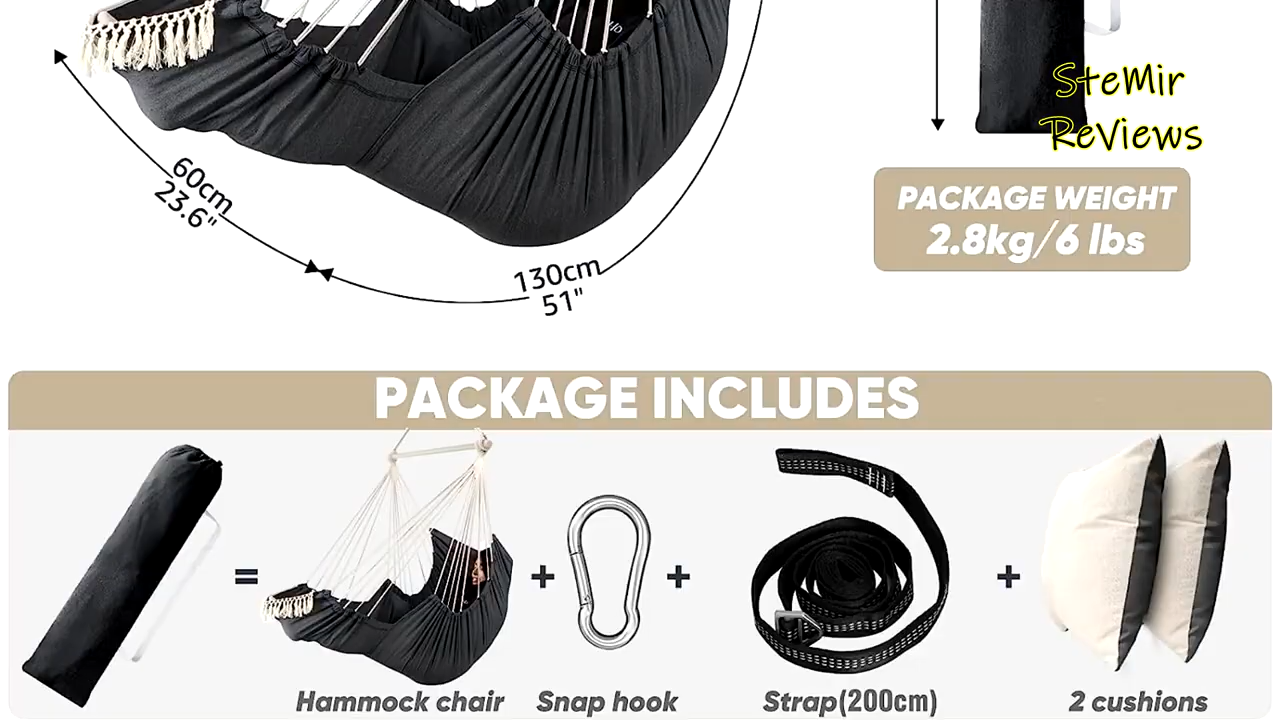 60cm
23.6"
130cm
51"
SteMir
ReViews
PACKAGE WEIGHT
2.8kg/6 lbs
PACKAGE INCLUDES
=
+
+
+
Hammock chair
Snap hook
Strap(200cm)
2 cushions